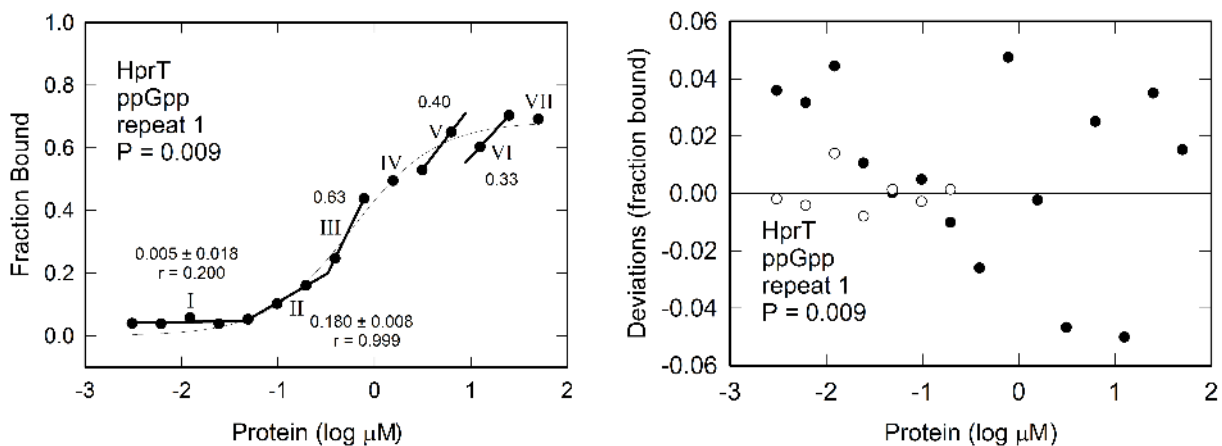 1.0
0.8
0.6
0.4
0.2
0.0
Fraction Bound
HprT
ppGpp
repeat 1
P = 0.009
0.005 ± 0.018
r = 0.200
I
II
0.180 ± 0.008
r = 0.999
III
0.63
IV
V
0.40
VI
0.33
VII
-3 -2 -1 0 1 2
Protein (log μM)
0.06
0.04
0.02
0.00
-0.02
-0.04
-0.06
Deviations (fraction bound)
HprT
ppGpp
repeat 1
P = 0.009
-3 -2 -1 0 1 2
Protein (log μM)